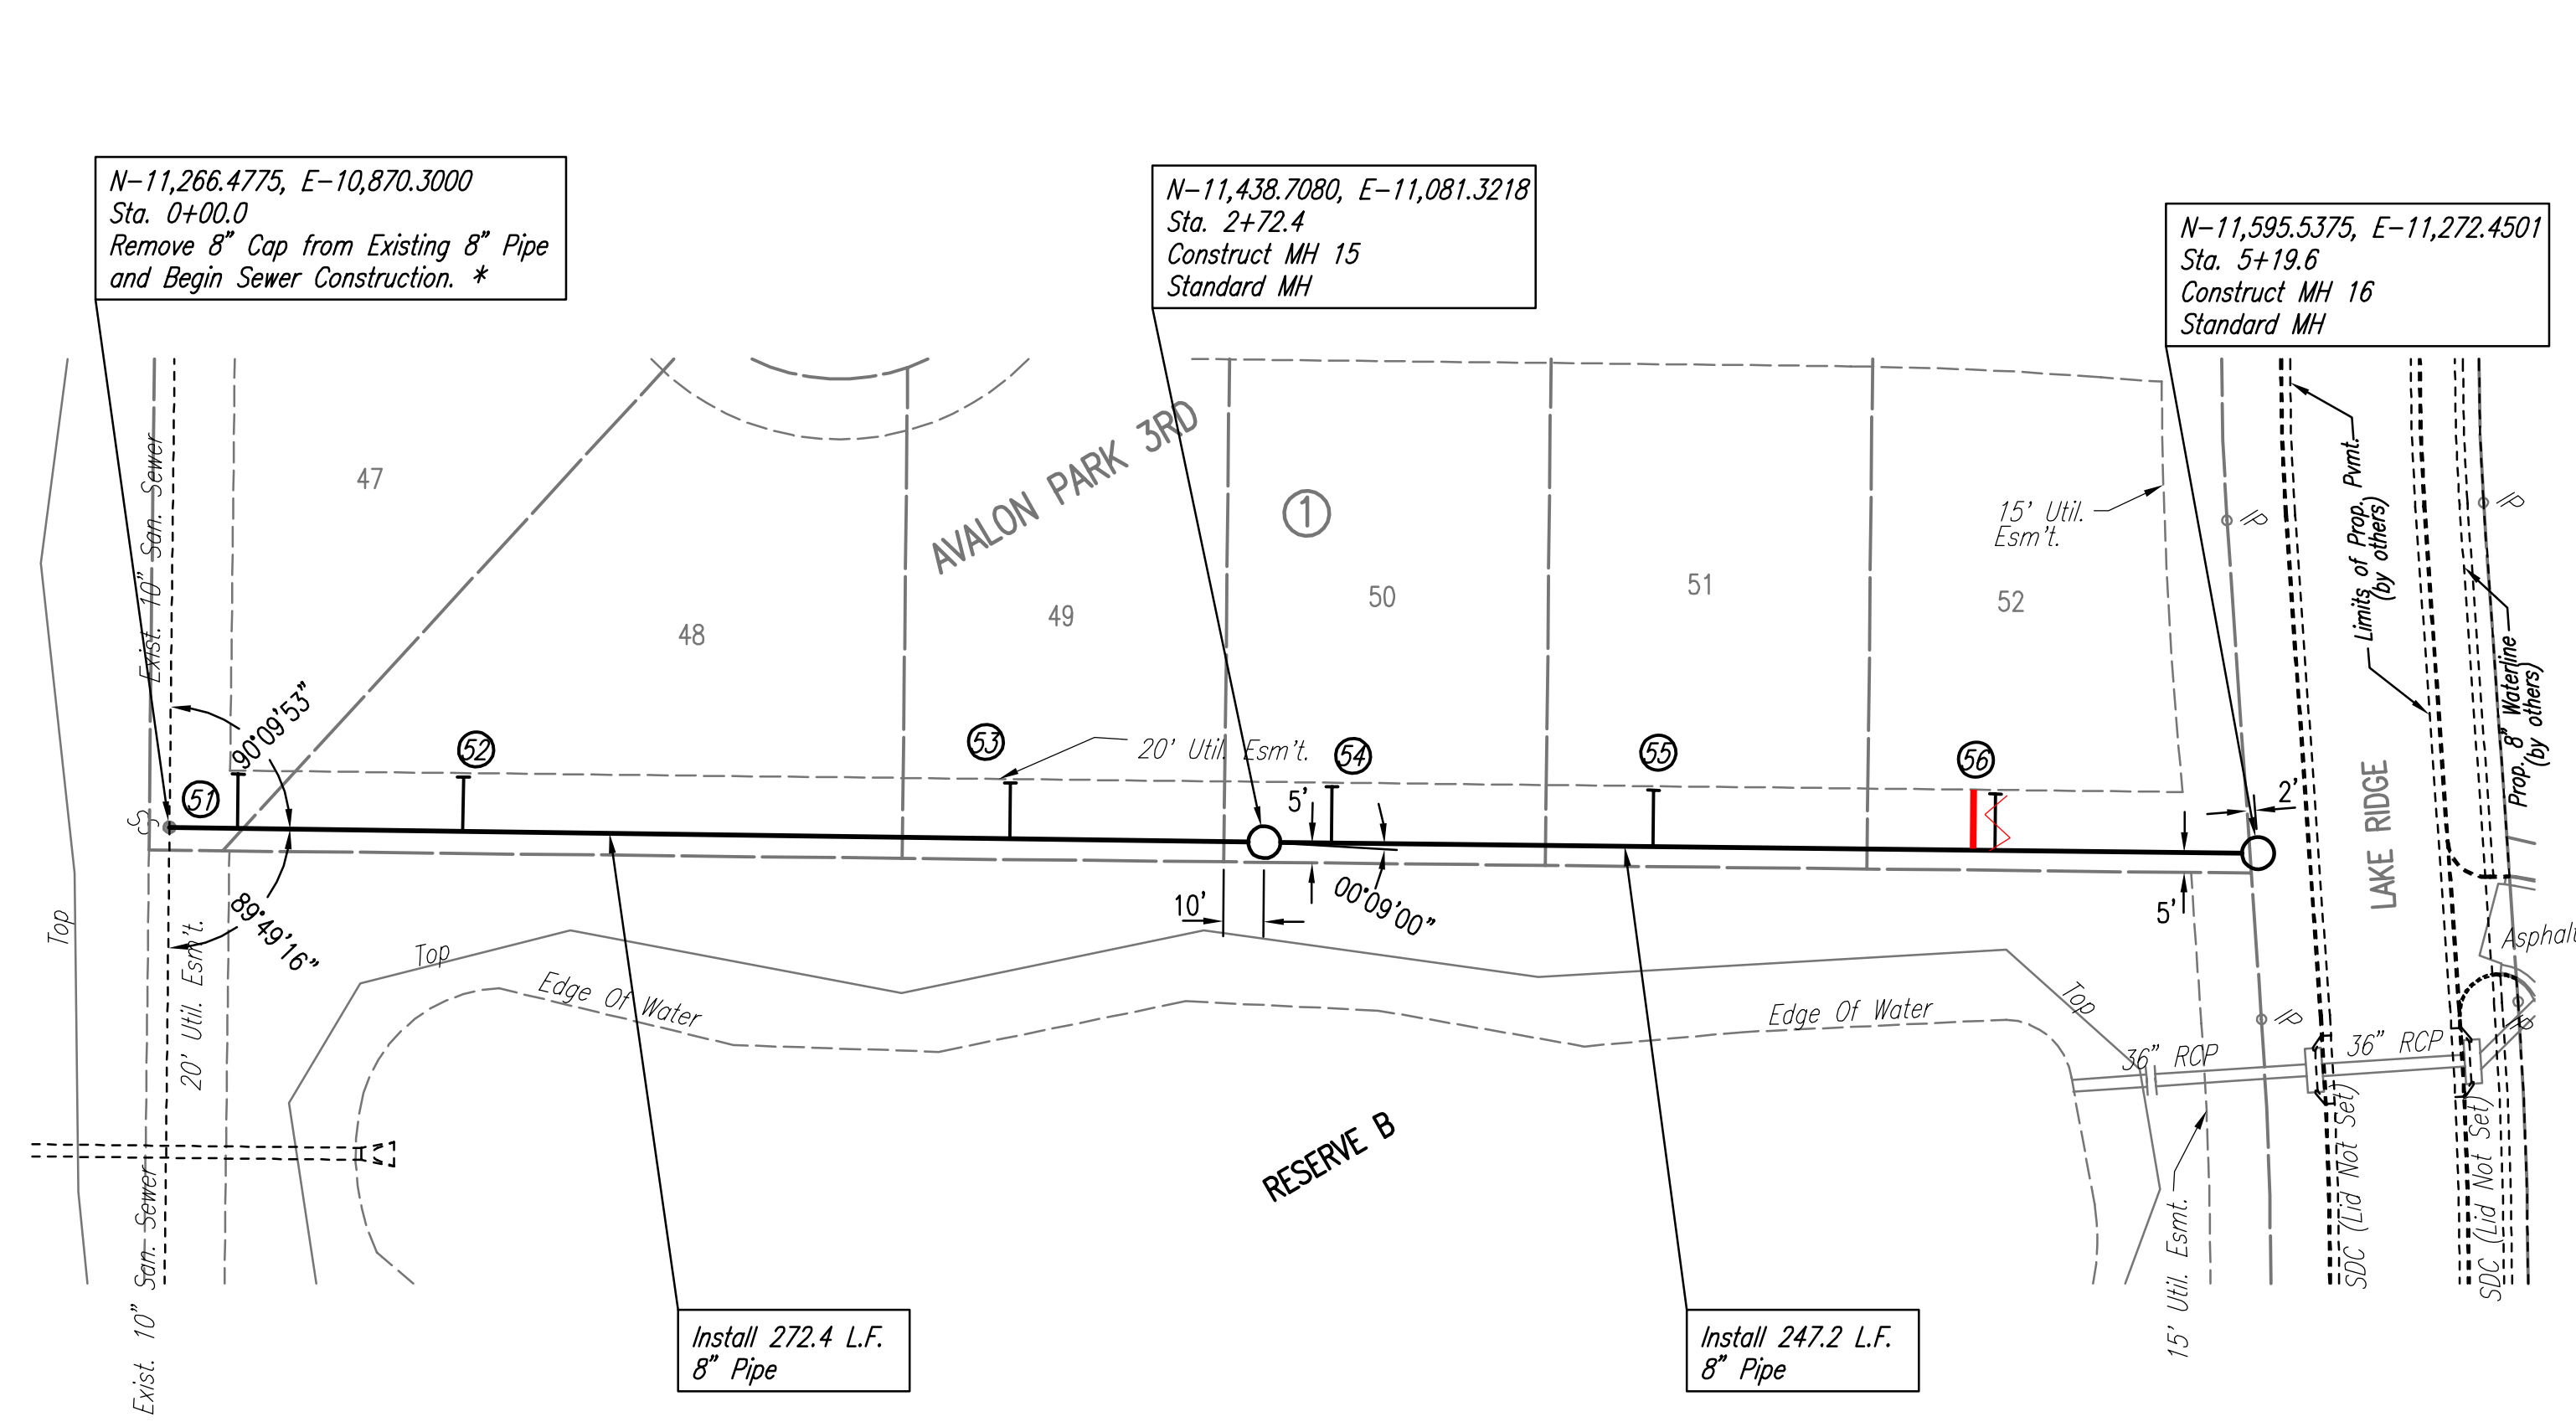 N-11,266.4775, E-10,870.3000
Sta. 0+00.0
Remove 8" Cap from Existing 8" Pipe
and Begin Sewer Construction. *
N-11,438.7080, E-11,081.3218
Sta. 2+72.4
Construct MH 15
Standard MH
N-11,595.5375, E-11,272.4501
Sta. 5+19.6
Construct MH 16
Standard MH
Exist. 10" San. Sewer
47
48
AVALON PARK 3RD
49
1
50
51
15' Util.
Esm't.
52
IP
IP
Limits of Prop. Pvmt.
(by others)
Prop. 8" Waterline
(by others)
LAKE RIDGE
90°09'53"
51
52
53
20' Util. Esm't.
54
55
56
S
5'
2'
89°49'16"
10'
00°09'00"
5'
Top
20' Util. Esm't.
Top
Edge Of Water
Edge Of Water
Top
Asphalt
IP
IP
36" RCP
36" RCP
RESERVE B
SDC (Lid Not Set)
SDC (Lid Not Set)
15' Util. Esmt.
Exist. 10" San. Sewer
Install 272.4 L.F.
8" Pipe
Install 247.2 L.F.
8" Pipe